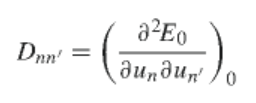 $D_{nn'} = \left( \frac{\partial^2 E_0}{\partial u_n \partial u_{n'}} \right)_0$